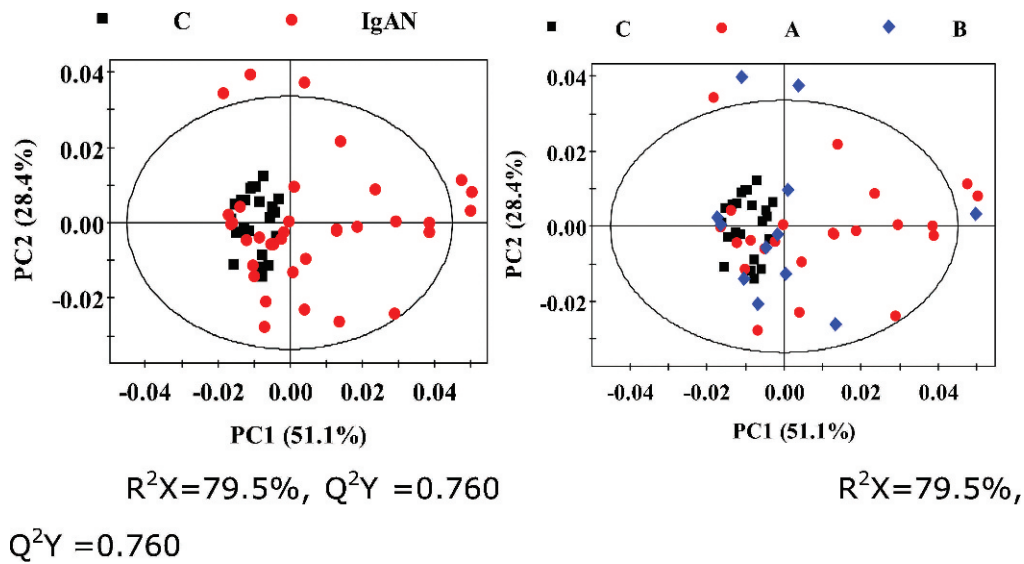 C IgAN
0.04
0.02
0.00
-0.02
PC2 (28.4%)
-0.04 -0.02 0.00 0.02 0.04
PC1 (51.1%)
C A B
0.04
0.02
0.00
-0.02
PC2 (28.4%)
-0.04 -0.02 0.00 0.02 0.04
PC1 (51.1%)
R²X=79.5%, Q²Y =0.760 R²X=79.5%,
Q²Y =0.760